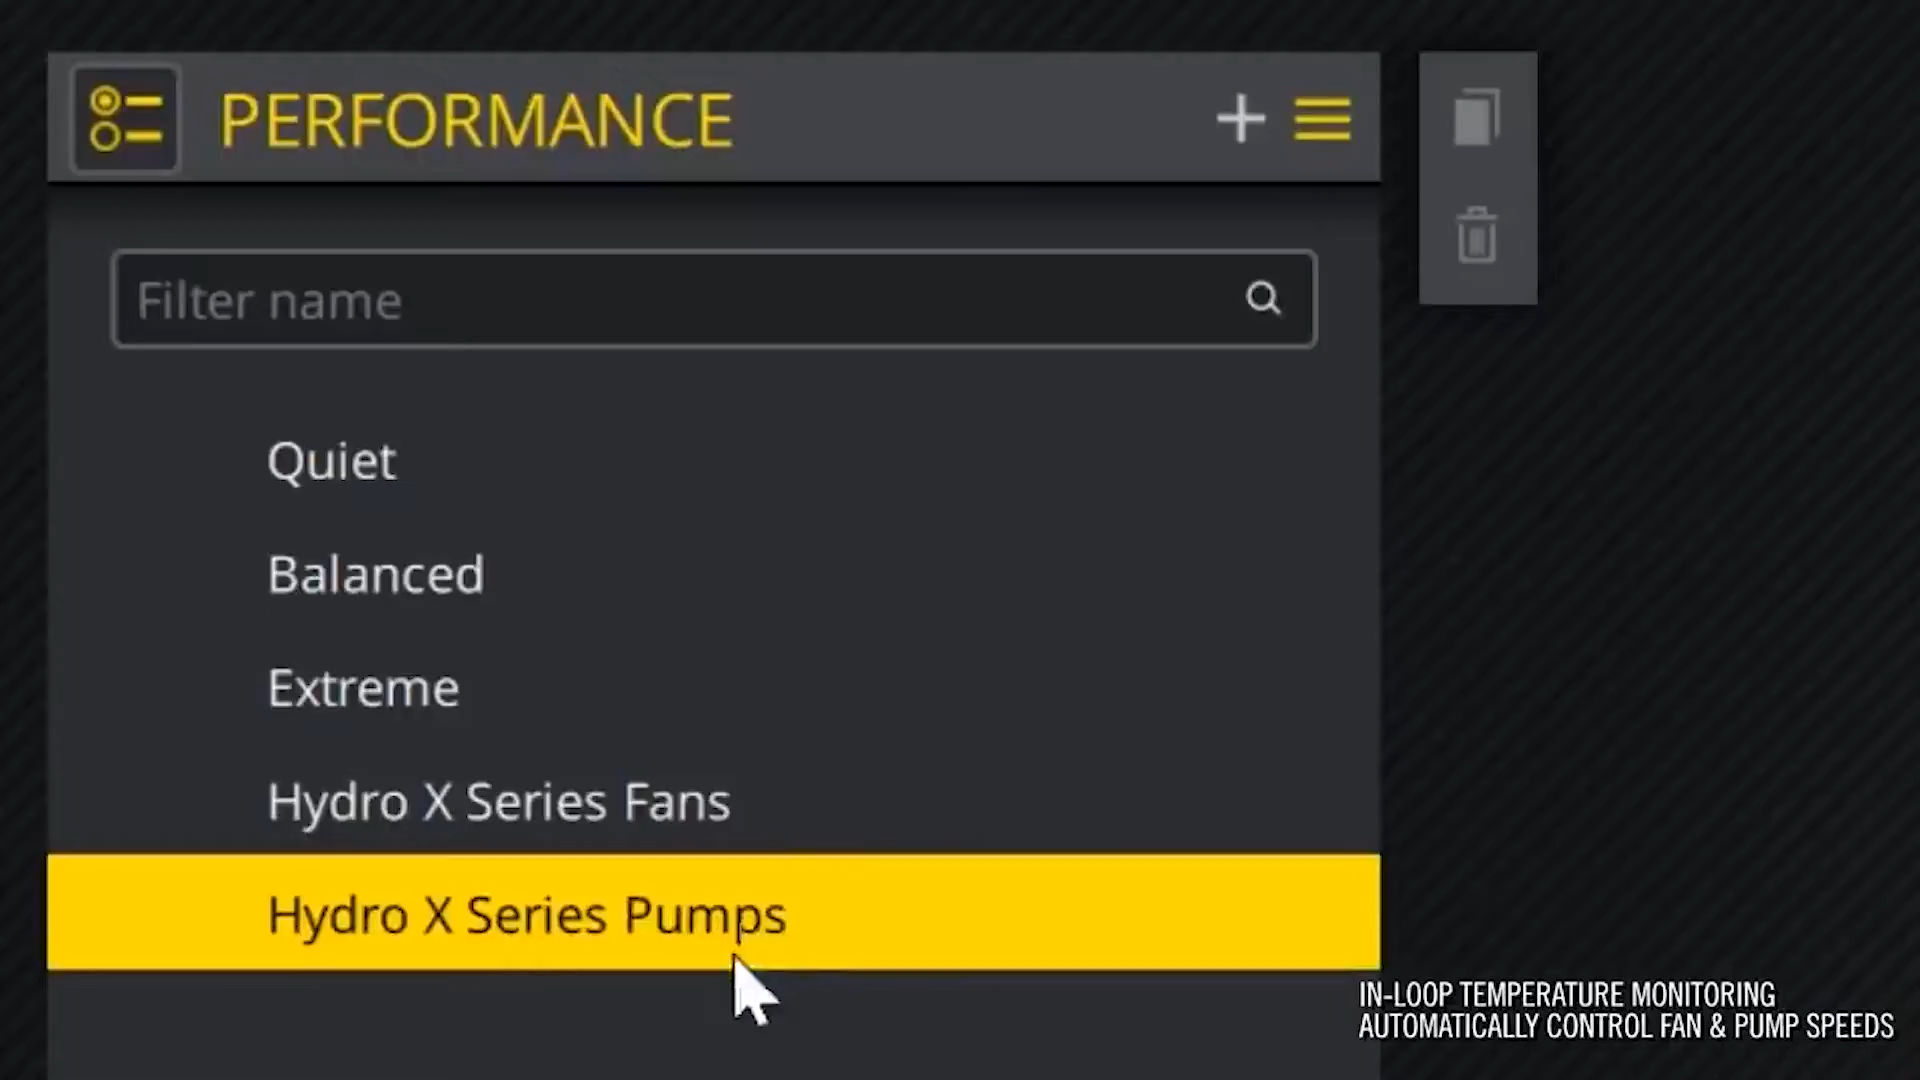 PERFORMANCE
Filter name
Quiet
Balanced
Extreme
Hydro X Series Fans
Hydro X Series Pumps
IN-LOOP TEMPERATURE MONITORING
AUTOMATICALLY CONTROL FAN & PUMP SPEEDS